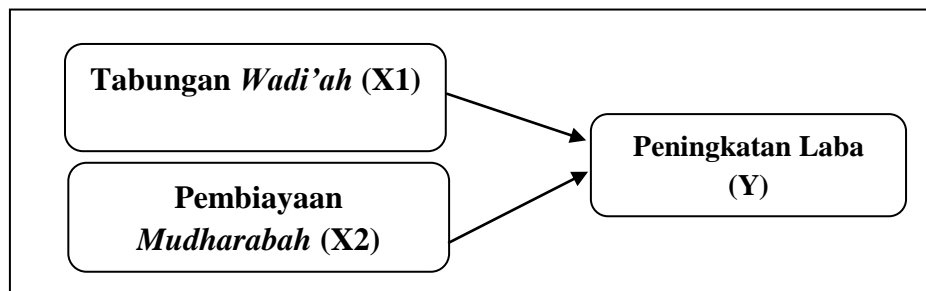 Tabungan Wadi’ah (X1)
Pembiayaan
Mudharabah (X2)
Peningkatan Laba
(Y)